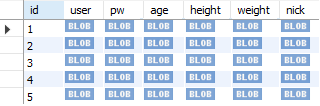 id user pw age height weight nick
1 BLOB BLOB BLOB BLOB BLOB BLOB
2 BLOB BLOB BLOB BLOB BLOB BLOB
3 BLOB BLOB BLOB BLOB BLOB BLOB
4 BLOB BLOB BLOB BLOB BLOB BLOB
5 BLOB BLOB BLOB BLOB BLOB BLOB